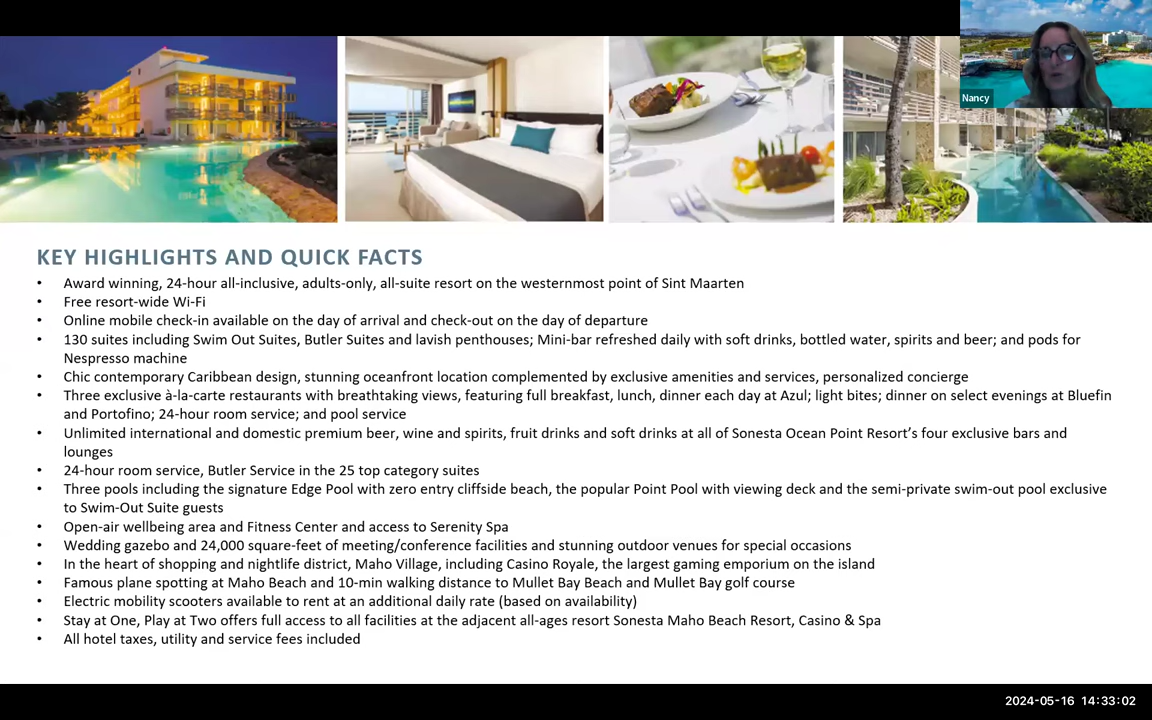 Nancy
KEY HIGHLIGHTS AND QUICK FACTS
• Award winning, 24-hour all-inclusive, adults-only, all-suite resort on the westernmost point of Sint Maarten
• Free resort-wide Wi-Fi
• Online mobile check-in available on the day of arrival and check-out on the day of departure
• 130 suites including Swim Out Suites, Butler Suites and lavish penthouses; Mini-bar refreshed daily with soft drinks, bottled water, spirits and beer; and pods for
Nespresso machine
• Chic contemporary Caribbean design, stunning oceanfront location complemented by exclusive amenities and services, personalized concierge
• Three exclusive à-la-carte restaurants with breathtaking views, featuring full breakfast, lunch, dinner each day at Azul; light bites; dinner on select evenings at Bluefin
and Portofino; 24-hour room service; and pool service
• Unlimited international and domestic premium beer, wine and spirits, fruit drinks and soft drinks at all of Sonesta Ocean Point Resort's four exclusive bars and
lounges
• 24-hour room service, Butler Service in the 25 top category suites
• Three pools including the signature Edge Pool with zero entry cliffside beach, the popular Point Pool with viewing deck and the semi-private swim-out pool exclusive
to Swim-Out Suite guests
• Open-air wellbeing area and Fitness Center and access to Serenity Spa
• Wedding gazebo and 24,000 square-feet of meeting/conference facilities and stunning outdoor venues for special occasions
• In the heart of shopping and nightlife district, Maho Village, including Casino Royale, the largest gaming emporium on the island
• Famous plane spotting at Maho Beach and 10-min walking distance to Mullet Bay Beach and Mullet Bay golf course
• Electric mobility scooters available to rent at an additional daily rate (based on availability)
• Stay at One, Play at Two offers full access to all facilities at the adjacent all-ages resort Sonesta Maho Beach Resort, Casino & Spa
• All hotel taxes, utility and service fees included
2024-05-16 14:33:02